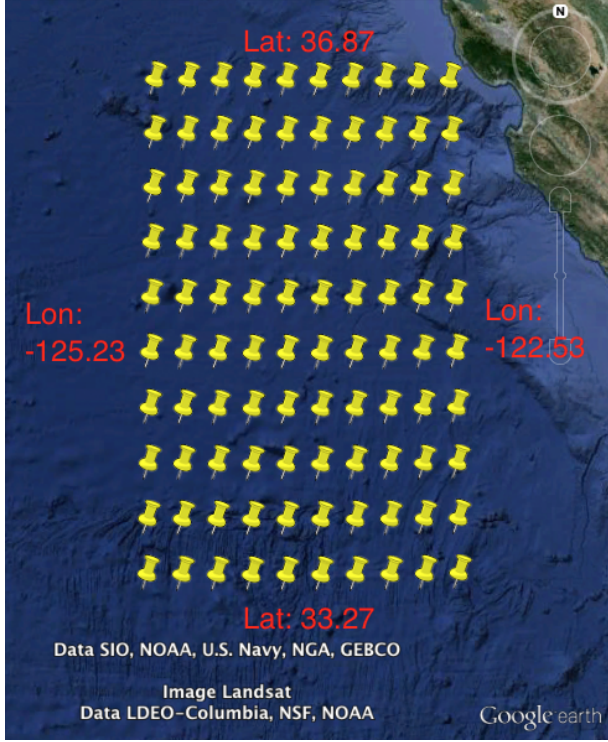 N
Lat: 36.87
Lon:
-125.23
Lon:
-122.53
Lat: 33.27
Data SIO, NOAA, U.S. Navy, NGA, GEBCO
Image Landsat
Data LDEO-Columbia, NSF, NOAA
Google earth